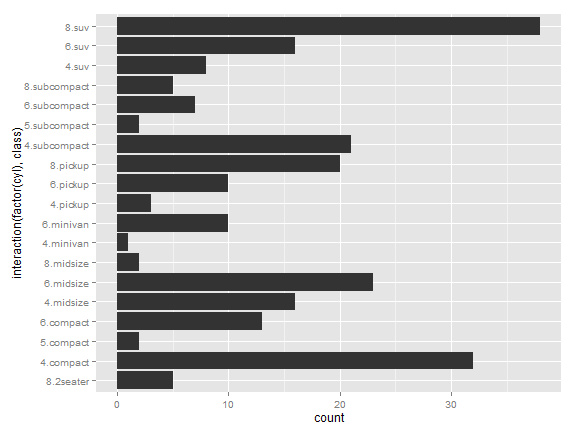 8.suv
6.suv
4.suv
8.subcompact
6.subcompact
5.subcompact
4.subcompact
8.pickup
6.pickup
4.pickup
6.minivan
4.minivan
8.midsize
6.midsize
4.midsize
6.compact
5.compact
4.compact
8.2seater
interaction(factor(cyl), class)
0 10 20 30
count